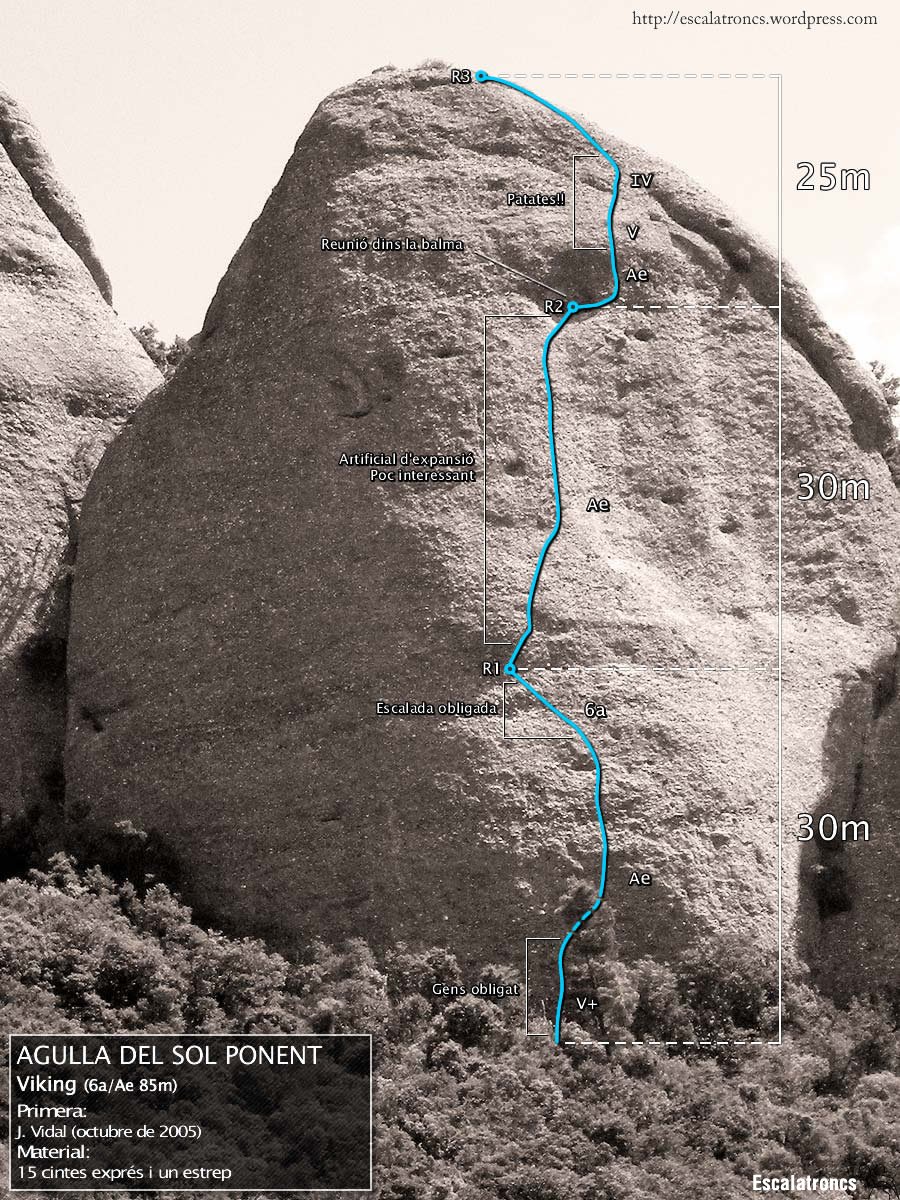 http://escalatroncs.wordpress.com
R3
25m
IV
Patates!!
V
Reunió dins la balma
Ae
R2
Artificial d'expansió
Poc interessant
30m
Ae
R1
Escalada obligada
6a
30m
Ae
Gens obligat
V+
AGULLA DEL SOL PONENT
Viking (6a/Ae 85m)
Primera:
J. Vidal (octubre de 2005)
Material:
15 cintes exprés i un estrep
Escalatroncs